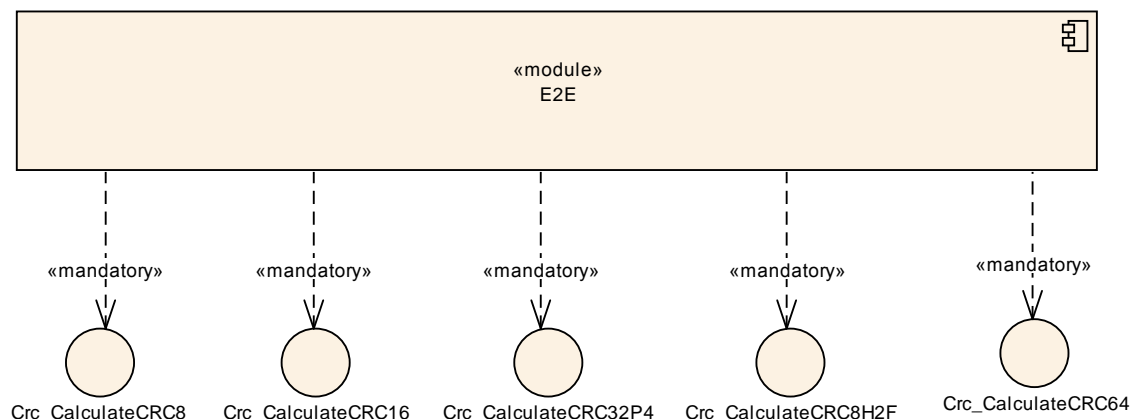 «module»
E2E
«mandatory» «mandatory» «mandatory» «mandatory» «mandatory»
Crc_CalculateCRC8 Crc_CalculateCRC16 Crc_CalculateCRC32P4 Crc_CalculateCRC8H2F Crc_CalculateCRC64